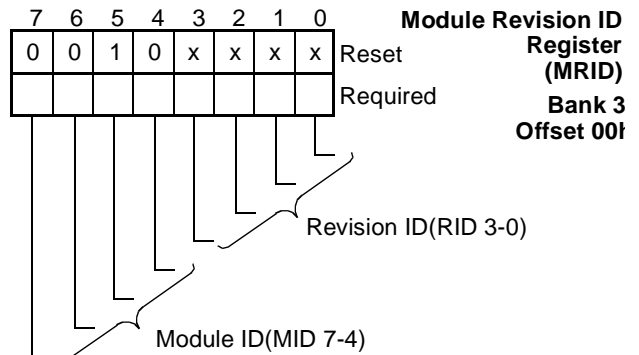 7 6 5 4 3 2 1 0
Module Revision ID
Register
(MRID)
0 0 1 0 x x x x Reset
Required
Bank 3
Offset 00h
Revision ID(RID 3-0)
Module ID(MID 7-4)